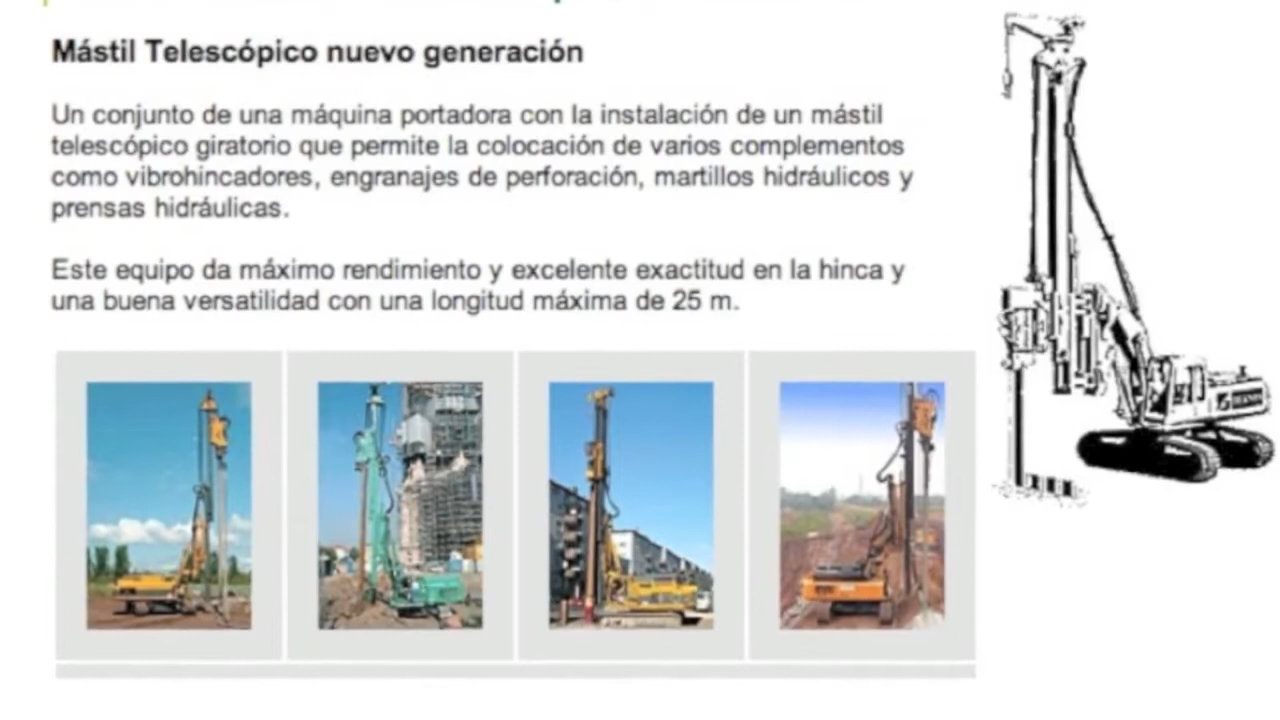 Mástil Telescópico nuevo generación
Un conjunto de una máquina portadora con la instalación de un mástil
telescópico giratorio que permite la colocación de varios complementos
como vibrohincadores, engranajes de perforación, martillos hidráulicos y
prensas hidráulicas.
Este equipo da máximo rendimiento y excelente exactitud en la hinca y
una buena versatilidad con una longitud máxima de 25 m.